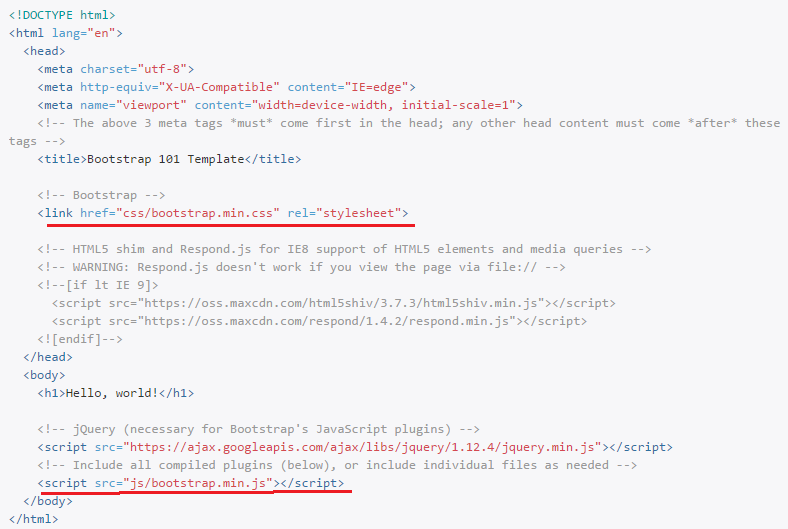 <!DOCTYPE html>
<html lang="en">
<head>
<meta charset="utf-8">
<meta http-equiv="X-UA-Compatible" content="IE=edge">
<meta name="viewport" content="width=device-width, initial-scale=1">
<!-- The above 3 meta tags *must* come first in the head; any other head content must come *after* these
tags -->
<title>Bootstrap 101 Template</title>
<!-- Bootstrap -->
<link href="css/bootstrap.min.css" rel="stylesheet">
<!-- HTML5 shim and Respond.js for IE8 support of HTML5 elements and media queries -->
<!-- WARNING: Respond.js doesn't work if you view the page via file:// -->
<!--[if lt IE 9]>
<script src="https://oss.maxcdn.com/html5shiv/3.7.3/html5shiv.min.js"></script>
<script src="https://oss.maxcdn.com/respond/1.4.2/respond.min.js"></script>
<![endif]-->
</head>
<body>
<h1>Hello, world!</h1>
<!-- jQuery (necessary for Bootstrap's JavaScript plugins) -->
<script src="https://ajax.googleapis.com/ajax/libs/jquery/1.12.4/jquery.min.js"></script>
<!-- Include all compiled plugins (below), or include individual files as needed -->
<script src="js/bootstrap.min.js"></script>
</body>
</html>